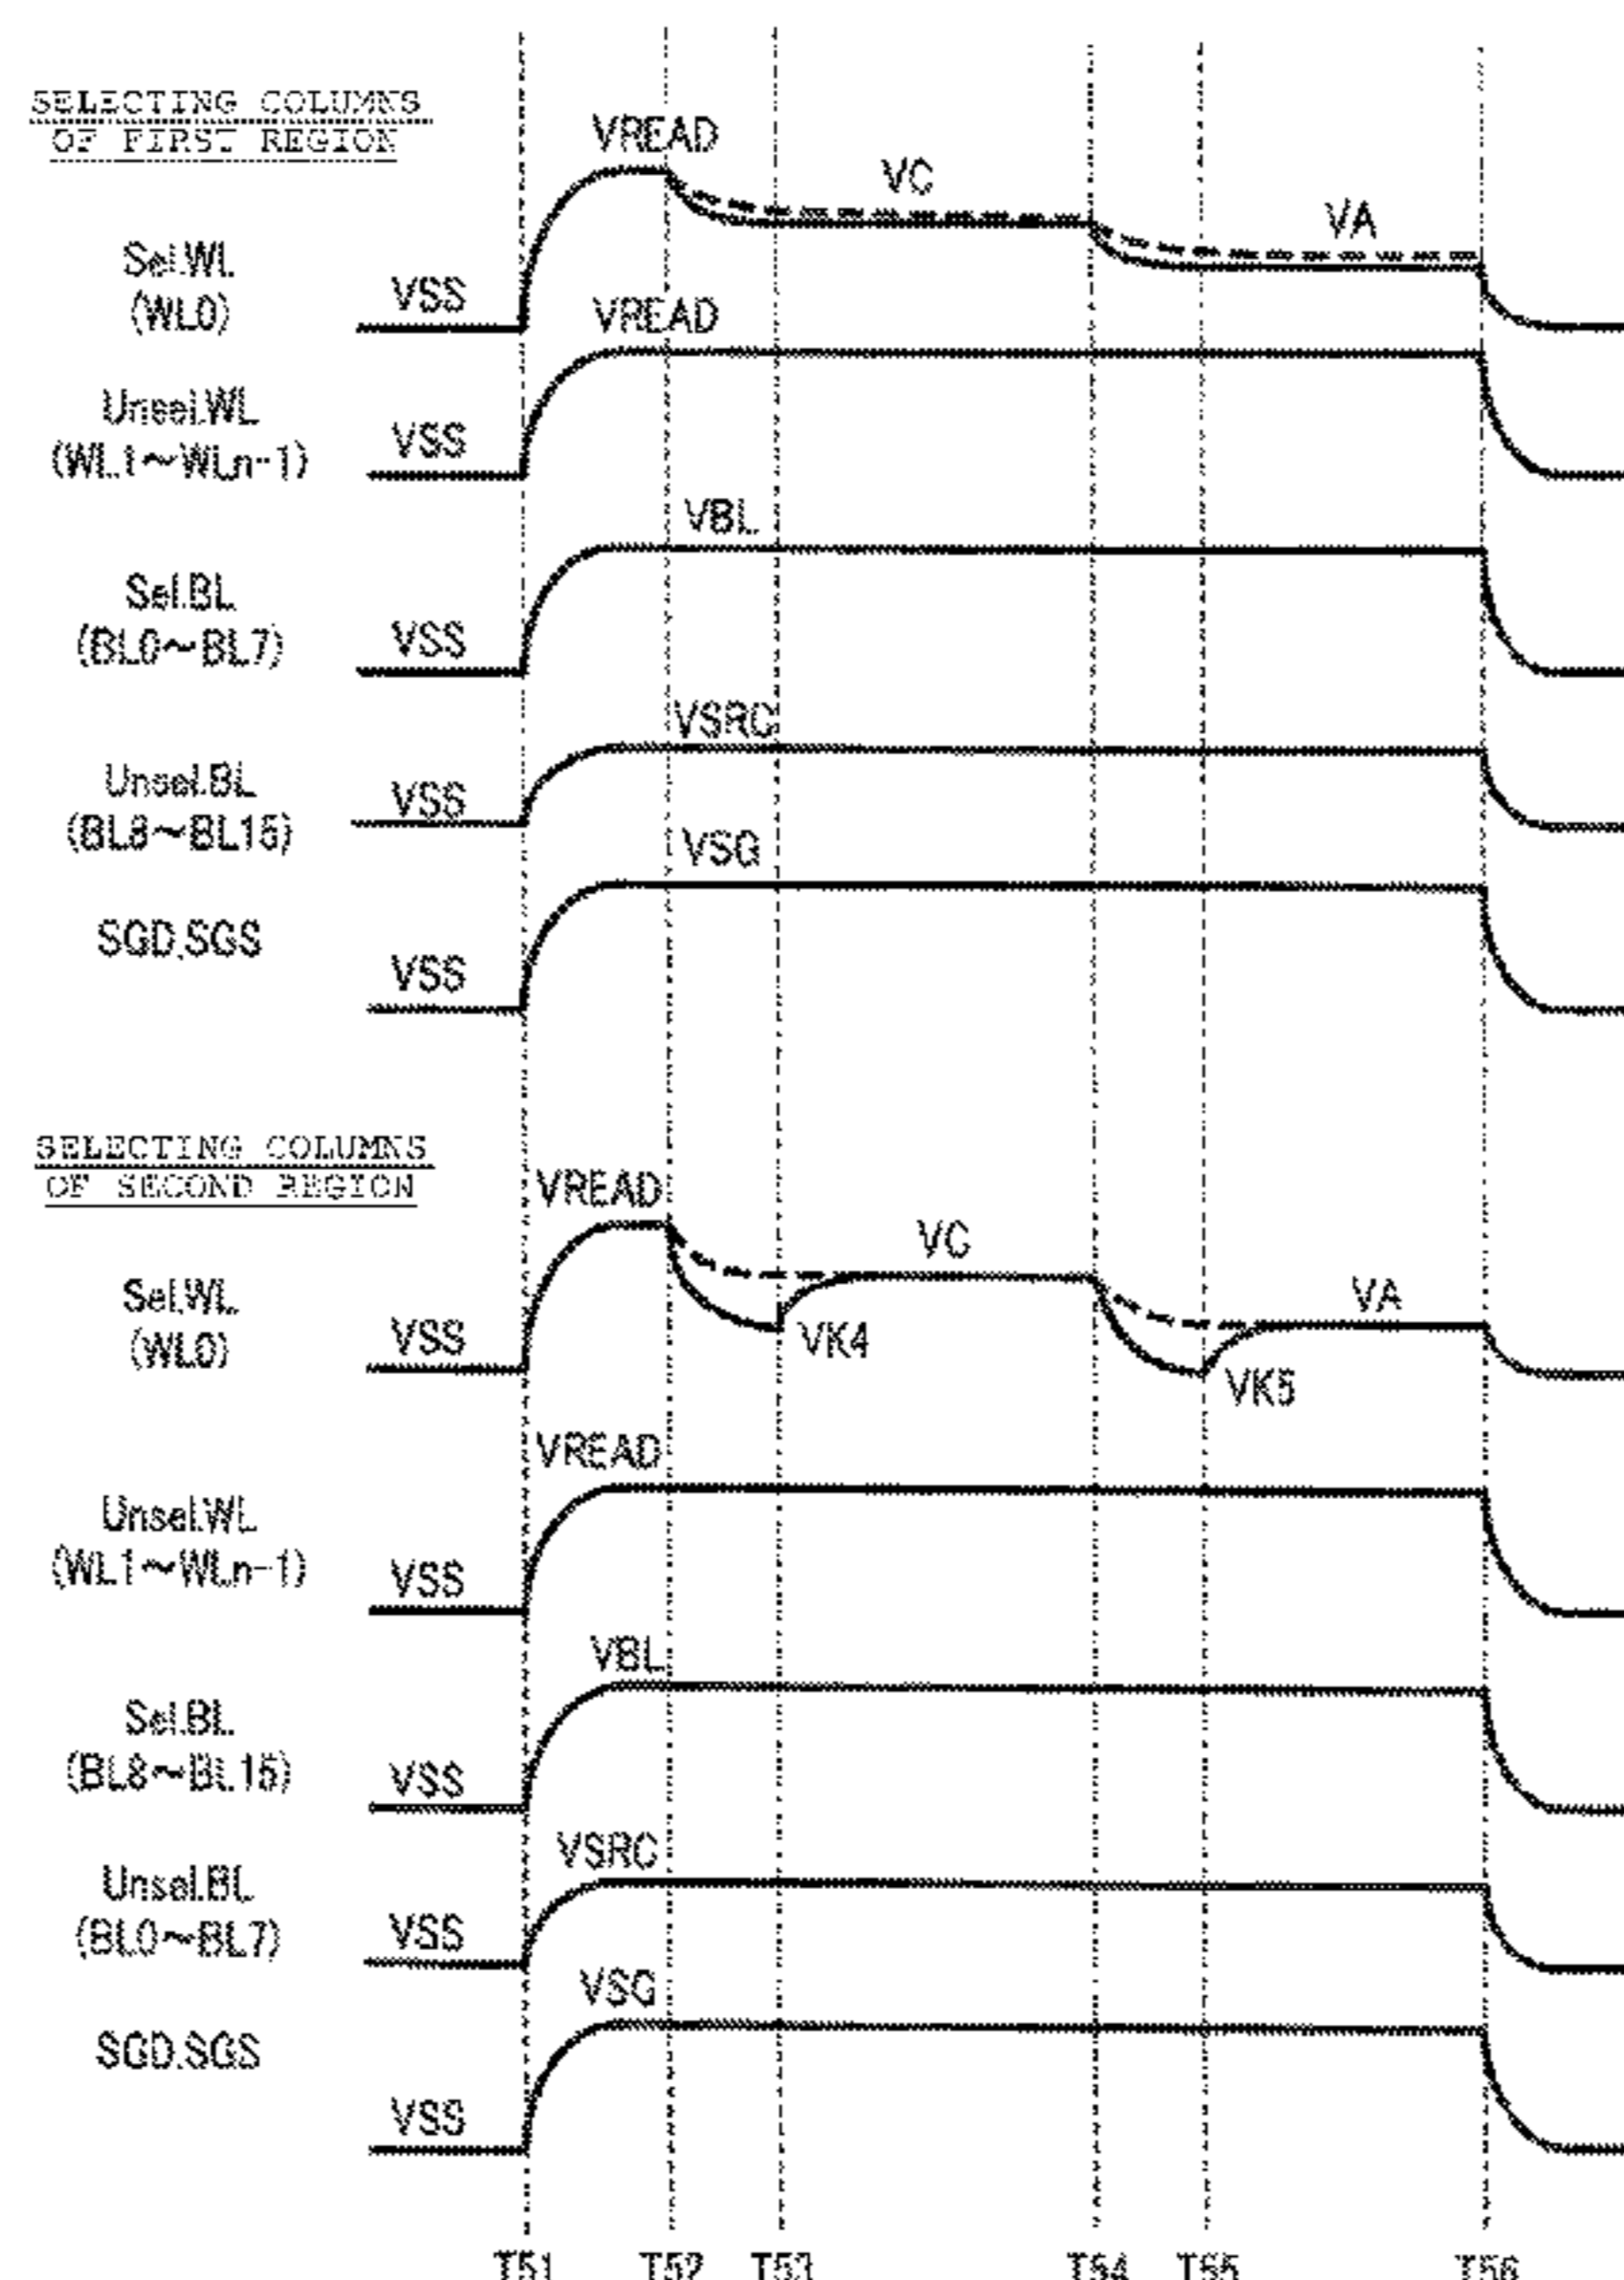 SELECTING COLUMNS
OF FIRST REGION
VREAD
VC
VA
Sel.WL
(WL0)
VSS
VREAD
Unsel.WL
(WL1~WLn-1)
VSS
VBL
Sel.BL
(BL0~BL7)
VSS
VSRC
Unsel.BL
(BL8~BL15)
VSS
VSG
SGD,SGS
VSS
SELECTING COLUMNS
OF SECOND REGION
VREAD
VC
VA
Sel.WL
(WL0)
VSS
VK4
VK5
VREAD
Unsel.WL
(WL1~WLn-1)
VSS
VBL
Sel.BL
(BL8~BL15)
VSS
VSRC
Unsel.BL
(BL0~BL7)
VSS
VSG
SGD,SGS
VSS
T51 T52 T53 T54 T55 T56